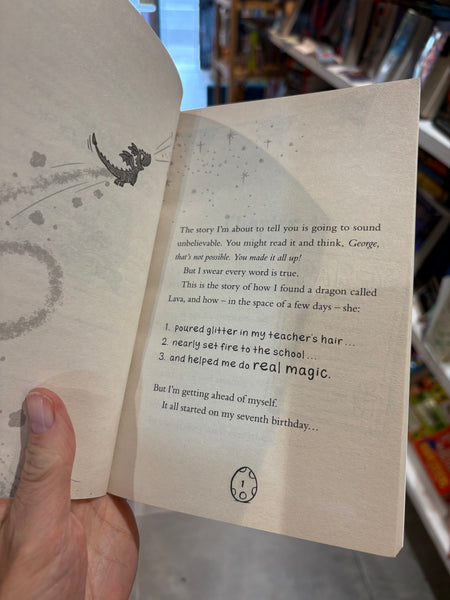 The story I'm about to tell you is going to sound
unbelievable. You might read it and think, George,
that's not possible. You made it all up!
But I swear every word is true.
This is the story of how I found a dragon called
Lava, and how – in the space of a few days – she:
1. poured glitter in my teacher's hair...
2. nearly set fire to the school...
3. and helped me do real magic.
But I'm getting ahead of myself.
It all started on my seventh birthday...
1